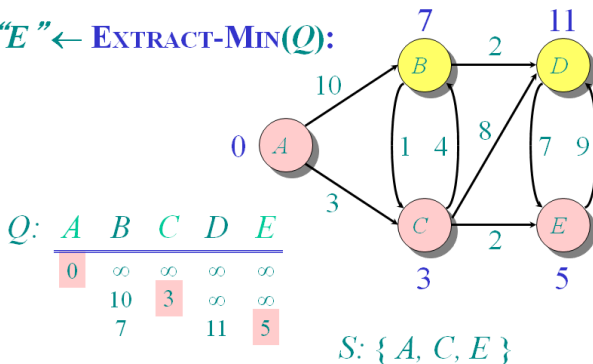 “E” ← EXTRACT-MIN(Q):
7
11
B
2
D
10
0
A
1
4
8
7
9
3
C
2
E
3
5
Q: A B C D E
0 ∞ ∞ ∞ ∞
10 3 ∞ ∞
7 11 5
S: { A, C, E }